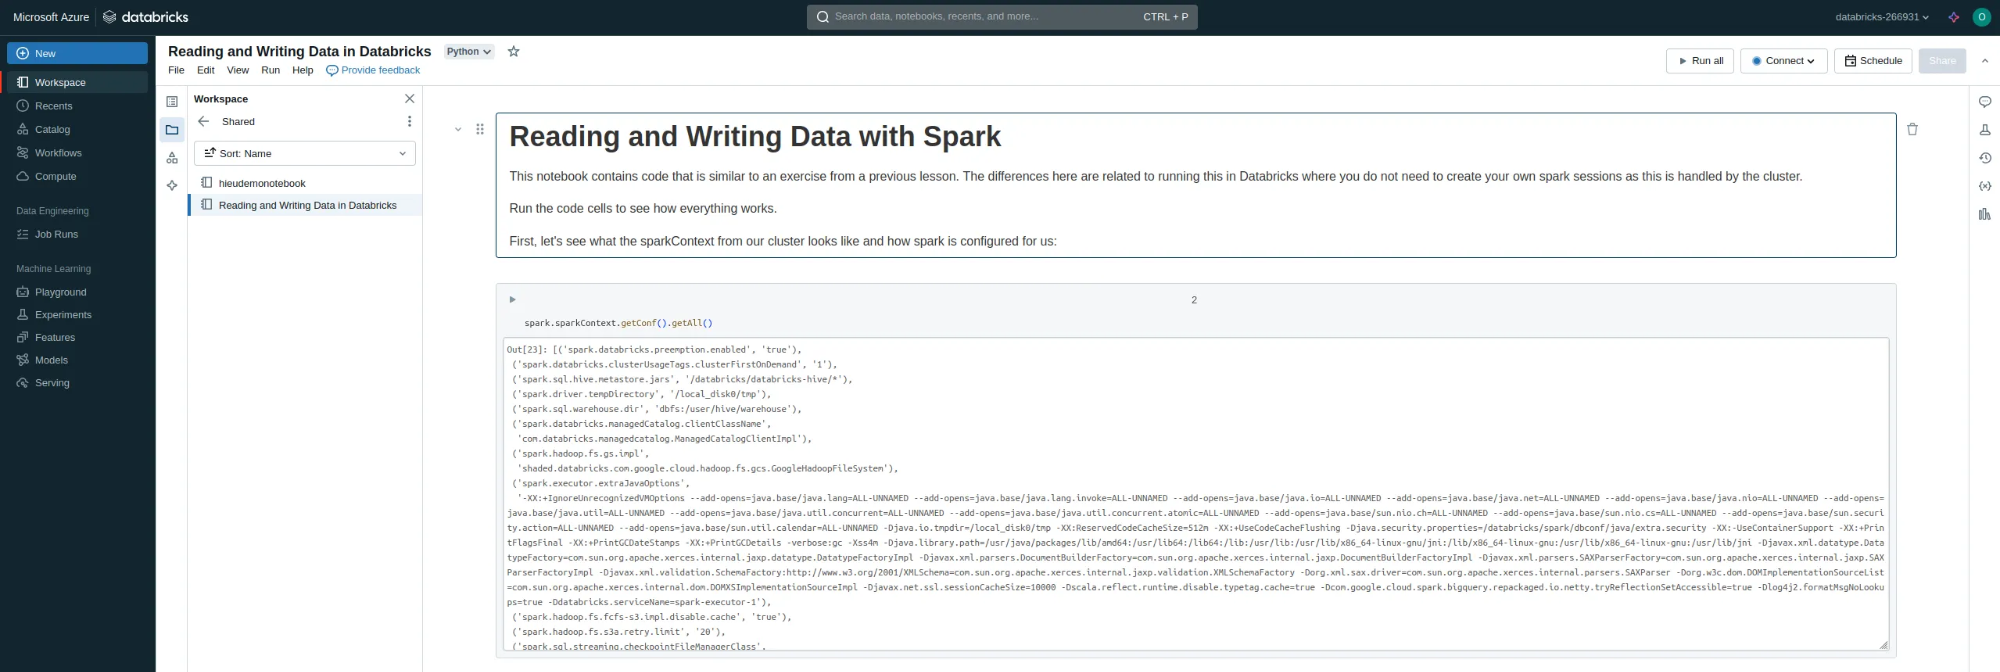 Microsoft Azure databricks
Search data, notebooks, recents, and more...
CTRL + P
databricks-266931
O
New
Workspace
Recents
Catalog
Workflows
Compute
Data Engineering
Job Runs
Machine Learning
Playground
Experiments
Features
Models
Serving
Reading and Writing Data in Databricks
Python
File Edit View Run Help Provide feedback
Run all
Connect
Schedule
Share
Workspace
Shared
Sort: Name
hieudemonotebook
Reading and Writing Data in Databricks
Reading and Writing Data with Spark
This notebook contains code that is similar to an exercise from a previous lesson. The differences here are related to running this in Databricks where you do not need to create your own spark sessions as this is handled by the cluster.
Run the code cells to see how everything works.
First, let's see what the sparkContext from our cluster looks like and how spark is configured for us:
2
spark.sparkContext.getConf().getAll()
Out[23]: [('spark.databricks.preemption.enabled', 'true'),
('spark.databricks.clusterUsageTags.clusterFirstOnDemand', '1'),
('spark.sql.hive.metastore.jars', '/databricks/databricks-hive/*'),
('spark.driver.tempDirectory', '/local_disk0/tmp'),
('spark.sql.warehouse.dir', 'dbfs:/user/hive/warehouse'),
('spark.databricks.managedCatalog.clientClassName',
'com.databricks.managedcatalog.ManagedCatalogClientImpl'),
('spark.hadoop.fs.gs.impl',
'shaded.databricks.com.google.cloud.hadoop.fs.gcs.GoogleHadoopFileSystem'),
('spark.executor.extraJavaOptions',
'-XX:+IgnoreUnrecognizedVMOptions --add-opens=java.base/java.lang=ALL-UNNAMED --add-opens=java.base/java.lang.invoke=ALL-UNNAMED --add-opens=java.base/java.io=ALL-UNNAMED --add-opens=java.base/java.net=ALL-UNNAMED --add-opens=java.base/java.nio=ALL-UNNAMED --add-opens=
java.base/java.util=ALL-UNNAMED --add-opens=java.base/java.util.concurrent=ALL-UNNAMED --add-opens=java.base/java.util.concurrent.atomic=ALL-UNNAMED --add-opens=java.base/sun.nio.ch=ALL-UNNAMED --add-opens=java.base/sun.nio.cs=ALL-UNNAMED --add-opens=java.base/sun.securi
ty.action=ALL-UNNAMED --add-opens=java.base/sun.util.calendar=ALL-UNNAMED -Djava.io.tmpdir=/local_disk0/tmp -XX:ReservedCodeCacheSize=512m -XX:+UseCodeCacheFlushing -Djava.security.properties=/databricks/spark/dbconf/java/extra.security -XX:-UseContainerSupport -XX:+Prin
tFlagsFinal -XX:+PrintGCDateStamps -XX:+PrintGCDetails -verbose:gc -Xss4m -Djava.library.path=/usr/java/packages/lib/amd64:/usr/lib64:/lib64:/lib:/usr/lib:/usr/lib/x86_64-linux-gnu/jni:/lib/x86_64-linux-gnu:/usr/lib/x86_64-linux-gnu:/usr/lib/jni -Djavax.xml.datatype.Data
typeFactory=com.sun.org.apache.xerces.internal.jaxp.datatype.DatatypeFactoryImpl -Djavax.xml.parsers.DocumentBuilderFactory=com.sun.org.apache.xerces.internal.jaxp.DocumentBuilderFactoryImpl -Djavax.xml.parsers.SAXParserFactory=com.sun.org.apache.xerces.internal.jaxp.SAX
ParserFactoryImpl -Djavax.xml.validation.SchemaFactory:http://www.w3.org/2001/XMLSchema=com.sun.org.apache.xerces.internal.jaxp.validation.XMLSchemaFactory -Dorg.xml.sax.driver=com.sun.org.apache.xerces.internal.parsers.SAXParser -Dorg.w3c.dom.DOMImplementationSourceList
=com.sun.org.apache.xerces.internal.dom.DOMXSImplementationSourceImpl -Djavax.net.ssl.sessionCacheSize=10000 -Dscala.reflect.runtime.disable.typetag.cache=true -Dcom.google.cloud.spark.bigquery.repackaged.io.netty.tryReflectionSetAccessible=true -Dlog4j2.formatMsgNoLooku
ps=true -Ddatabricks.serviceName=spark-executor-1'),
('spark.hadoop.fs.fcfs-s3.impl.disable.cache', 'true'),
('spark.hadoop.fs.s3a.retry.limit', '20'),
('spark.sql.streaming.checkpointFileManagerClass',